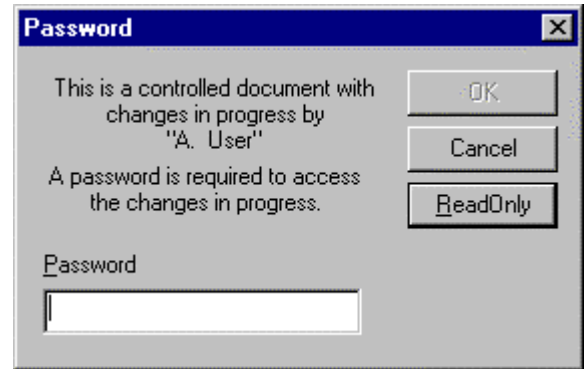 Password
This is a controlled document with
changes in progress by
"A. User"
A password is required to access
the changes in progress.
OK
Cancel
ReadOnly
Password